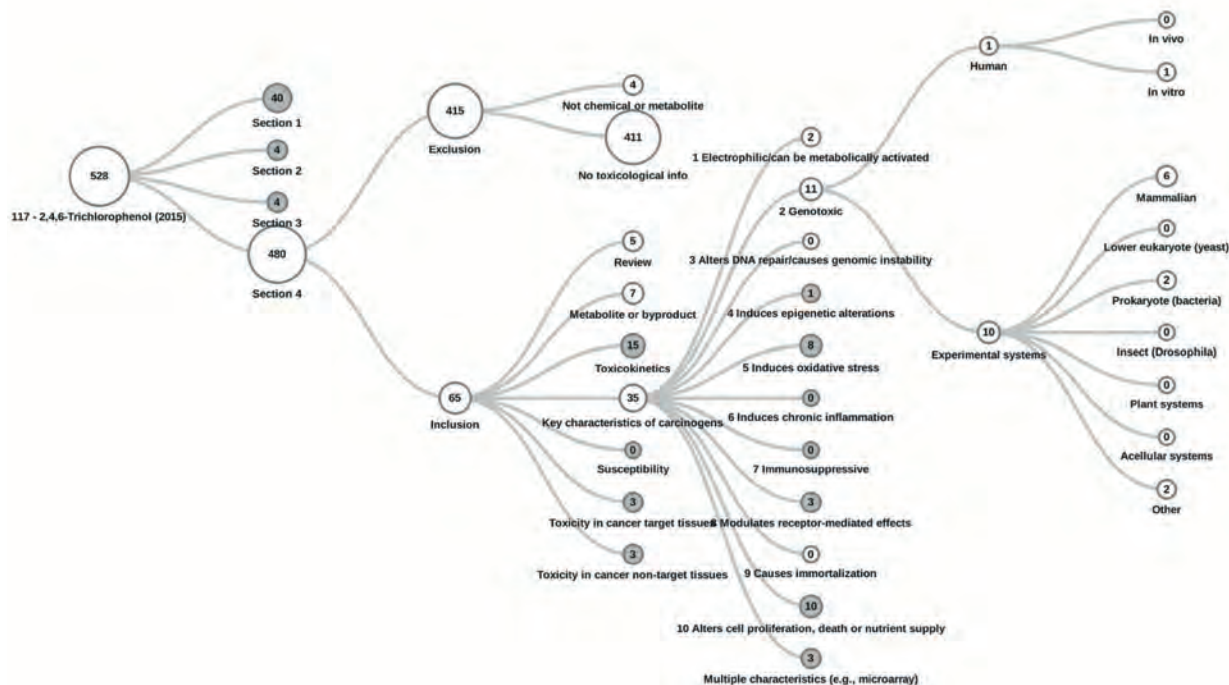 528
117 - 2,4,6-Trichlorophenol (2015)
40
Section 1
4
Section 2
4
Section 3
480
Section 4
415
Exclusion
4
Not chemical or metabolite
411
No toxicological info
65
Inclusion
5
Review
7
Metabolite or byproduct
15
Toxicokinetics
35
Key characteristics of carcinogens
0
Susceptibility
3
Toxicity in cancer target tissues
3
Toxicity in cancer non-target tissues
2
1 Electrophilic/can be metabolically activated
11
2 Genotoxic
0
3 Alters DNA repair/causes genomic instability
1
4 Induces epigenetic alterations
8
5 Induces oxidative stress
0
6 Induces chronic inflammation
0
7 Immunosuppressive
3
8 Modulates receptor-mediated effects
0
9 Causes immortalization
10
10 Alters cell proliferation, death or nutrient supply
3
Multiple characteristics (e.g., microarray)
1
Human
0
In vivo
1
In vitro
10
Experimental systems
6
Mammalian
0
Lower eukaryote (yeast)
2
Prokaryote (bacteria)
0
Insect (Drosophila)
0
Plant systems
0
Acellular systems
2
Other